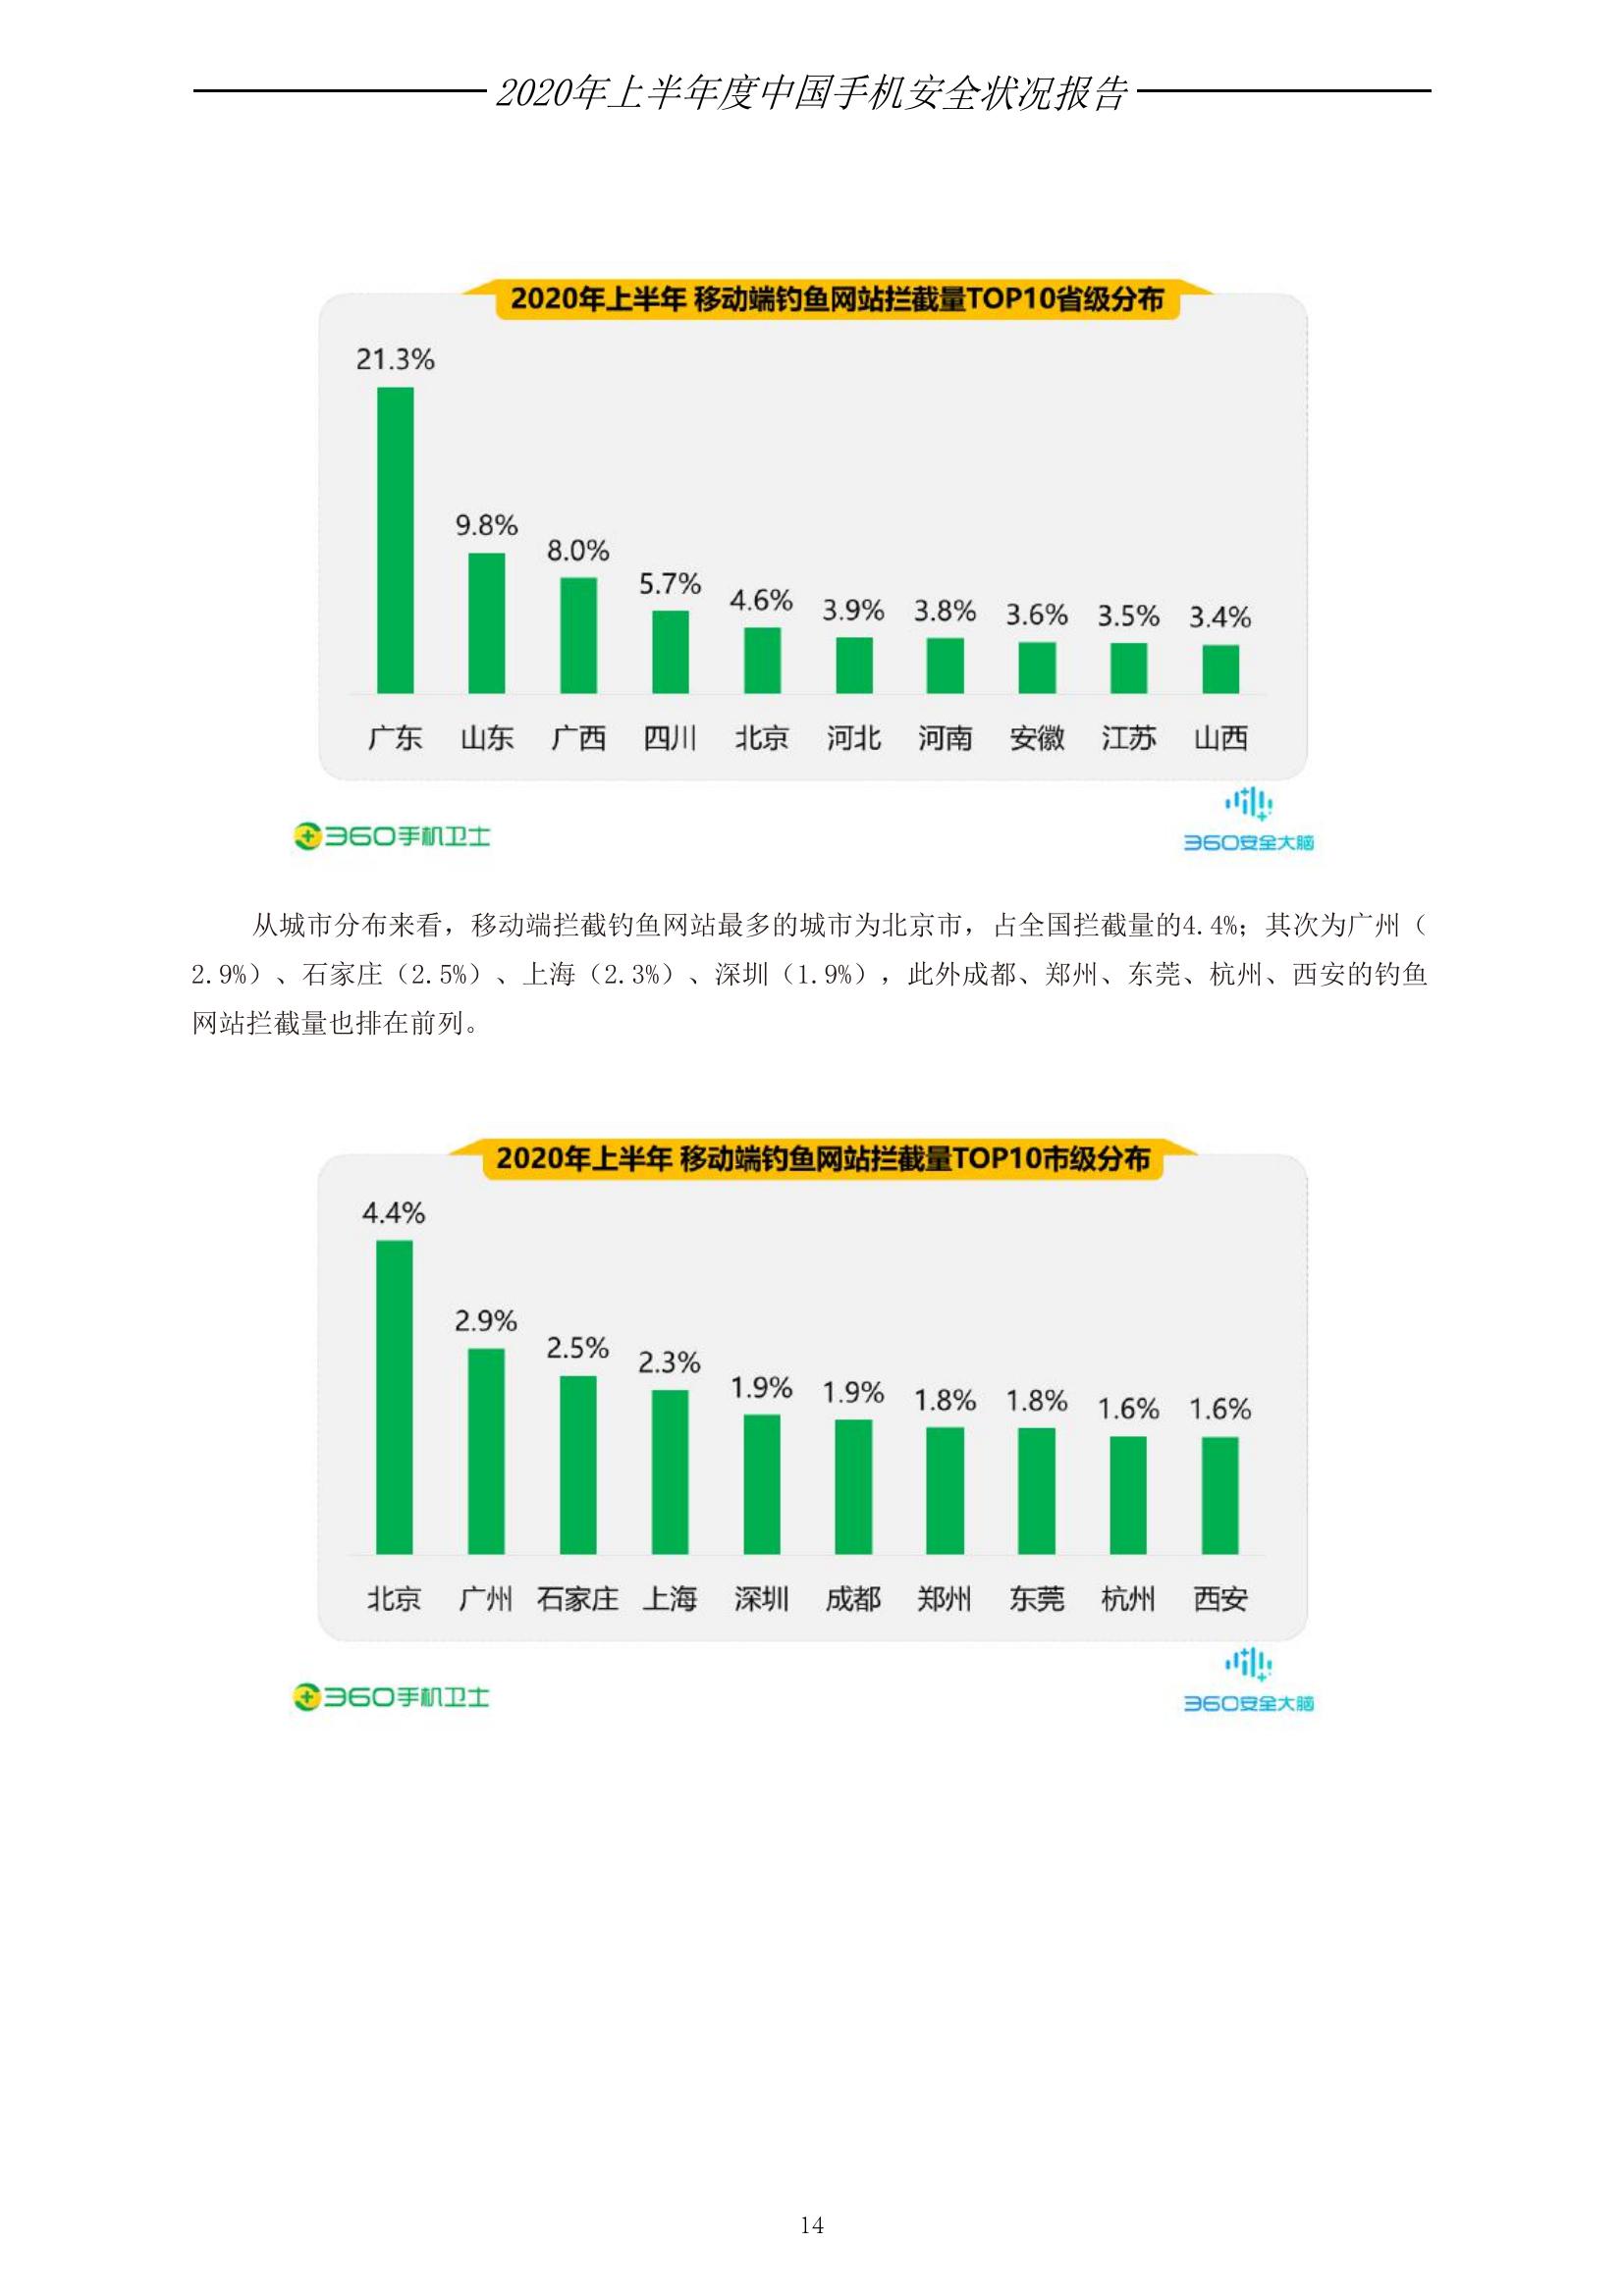 2020年上半年度中国手机安全状况报告
2020年上半年 移动端钓鱼网站拦截量TOP10省级分布
21.3%
9.8%
8.0%
5.7%
4.6%
3.9%
3.8%
3.6%
3.5%
3.4%
广东 山东 广西 四川 北京 河北 河南 安徽 江苏 山西
360手机卫士
360安全大脑
从城市分布来看，移动端拦截钓鱼网站最多的城市为北京市，占全国拦截量的4.4%；其次为广州（
2.9%）、石家庄（2.5%）、上海（2.3%）、深圳（1.9%），此外成都、郑州、东莞、杭州、西安的钓鱼
网站拦截量也排在前列。
2020年上半年 移动端钓鱼网站拦截量TOP10市级分布
4.4%
2.9%
2.5%
2.3%
1.9%
1.9%
1.8%
1.8%
1.6%
1.6%
北京 广州 石家庄 上海 深圳 成都 郑州 东莞 杭州 西安
360手机卫士
360安全大脑
14